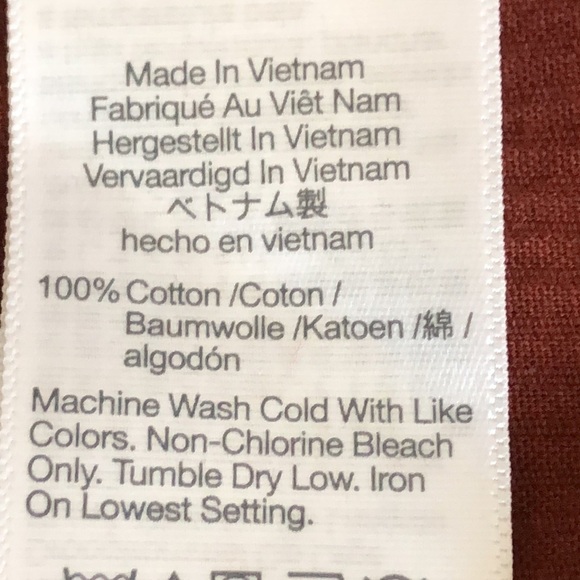 Made In Vietnam
Fabriqué Au Viêt Nam
Hergestellt In Vietnam
Vervaardigd In Vietnam
ベトナム製
hecho en vietnam
100% Cotton /Coton /
Baumwolle /Katoen /綿 /
algodón
Machine Wash Cold With Like
Colors. Non-Chlorine Bleach
Only. Tumble Dry Low. Iron
On Lowest Setting.